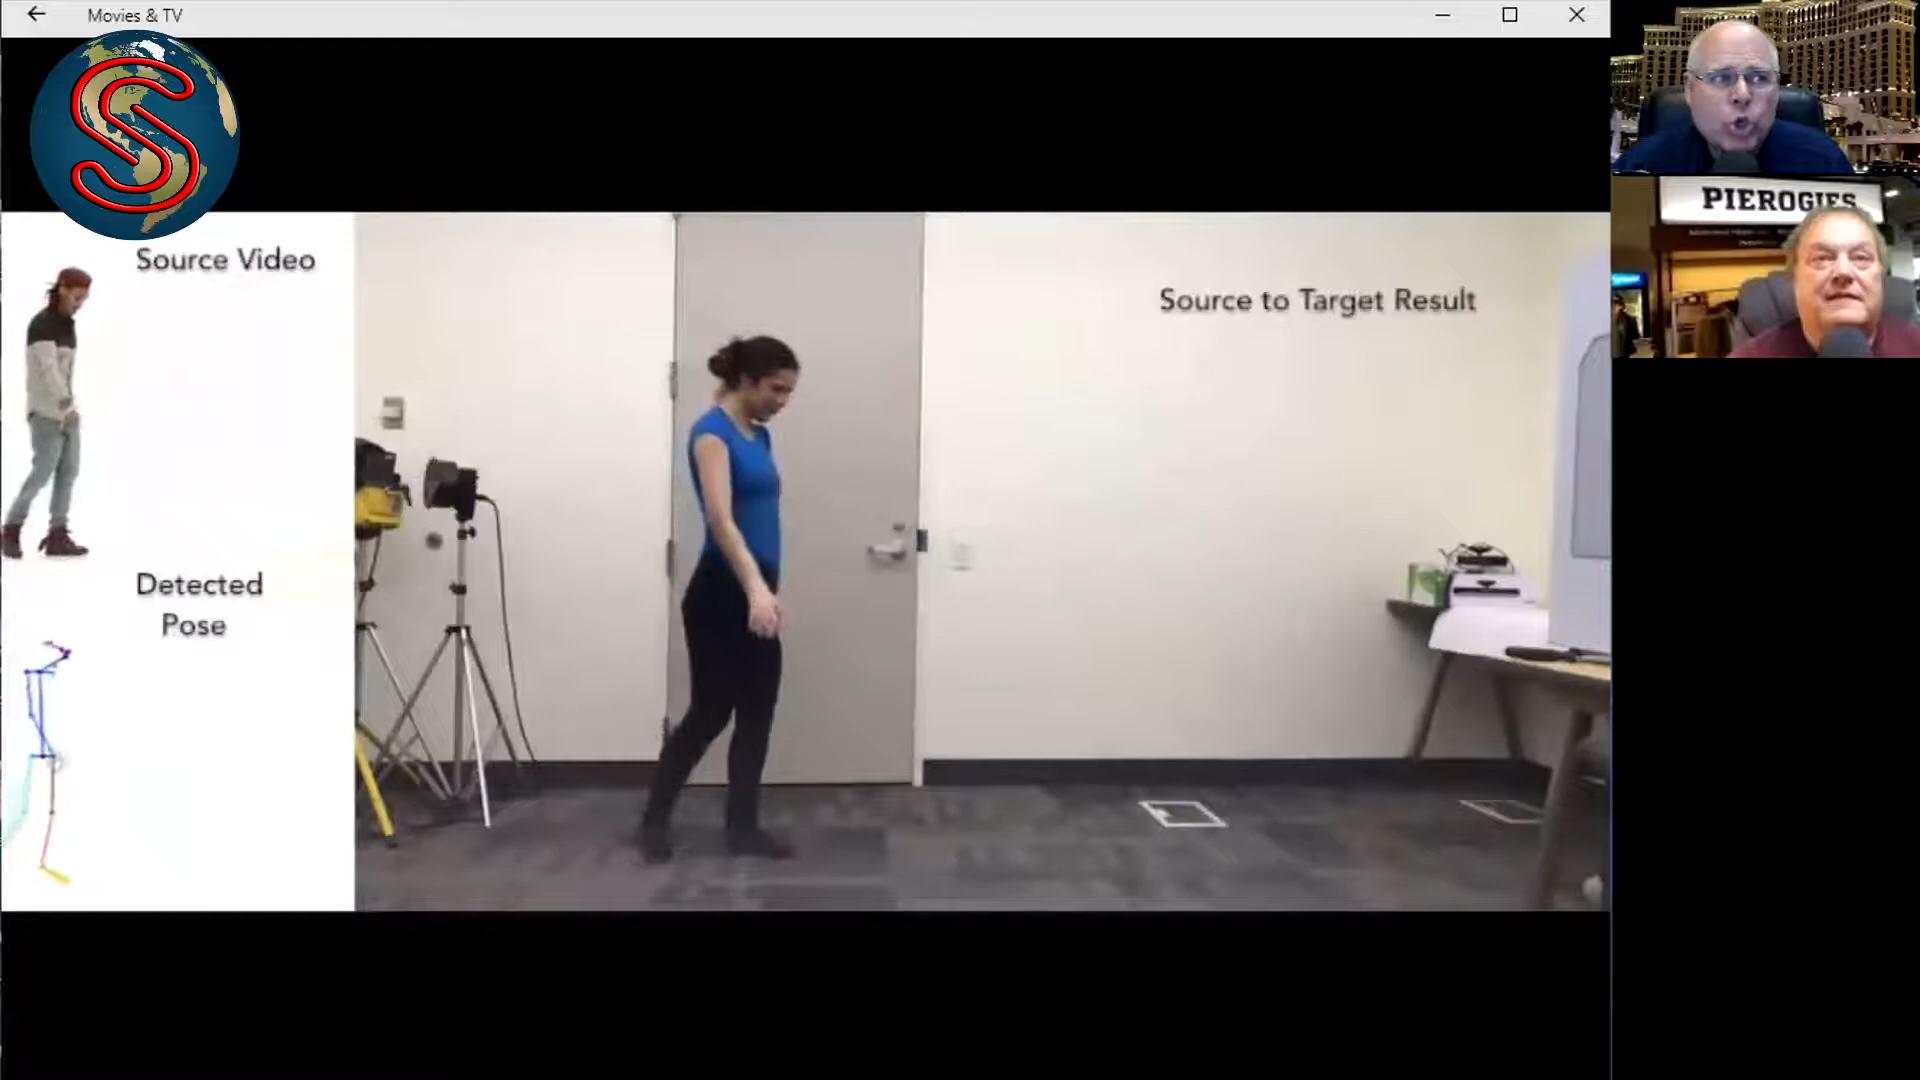 Movies & TV
S
Source Video
Source to Target Result
Detected
Pose
PIEROGIES